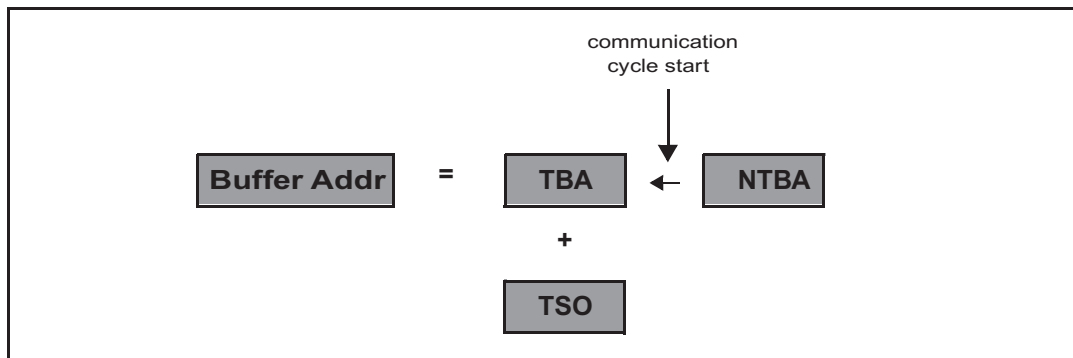 communication
cycle start
Buffer Addr = TBA ← NTBA
+
TSO